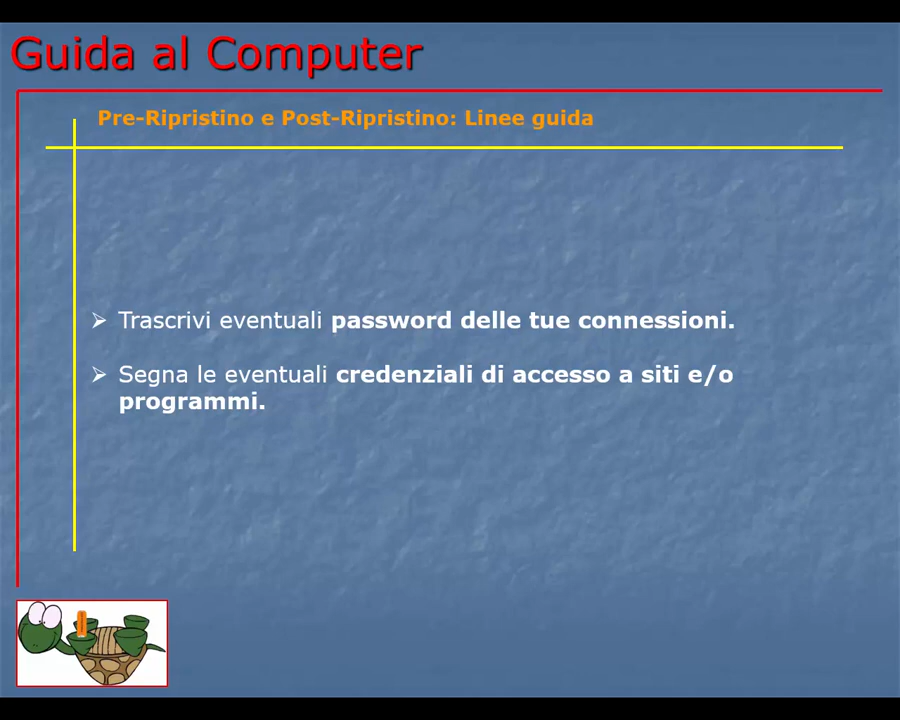 Guida al Computer
Pre-Ripristino e Post-Ripristino: Linee guida
Trascrivi eventuali password delle tue connessioni.
Segna le eventuali credenziali di accesso a siti e/o
programmi.